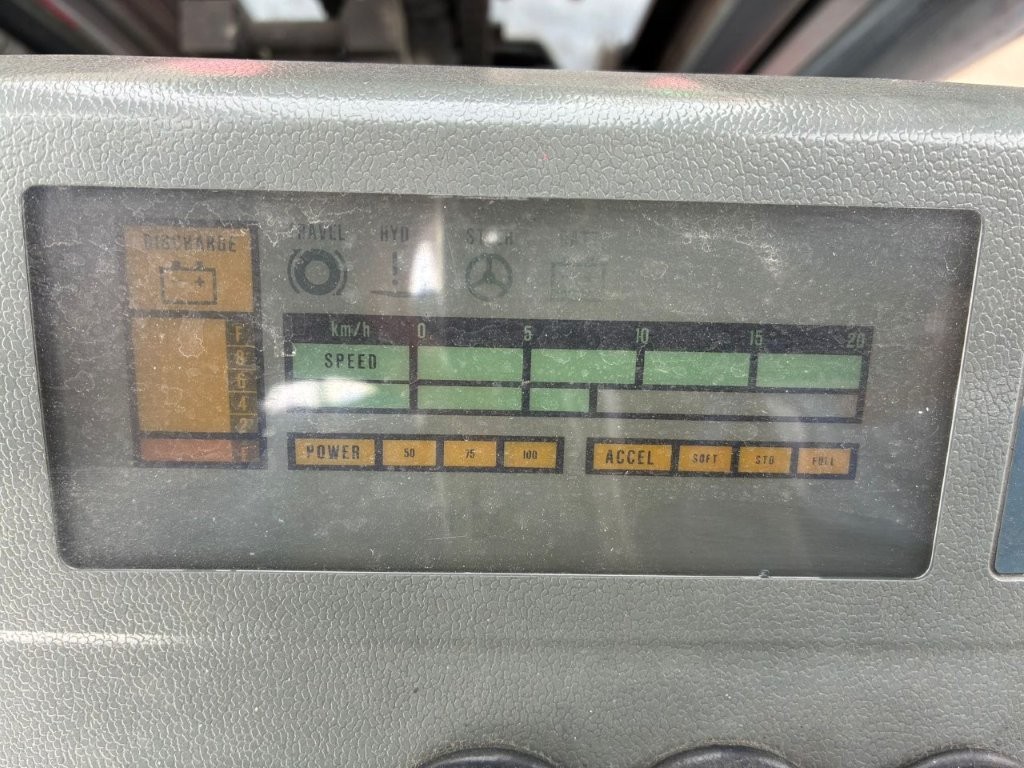 DISCHARGE
HYD
km/h 0 5 10 15 20
SPEED
F
8
6
4
2
E
POWER 50 75 100
ACCEL SOFT STD FULL